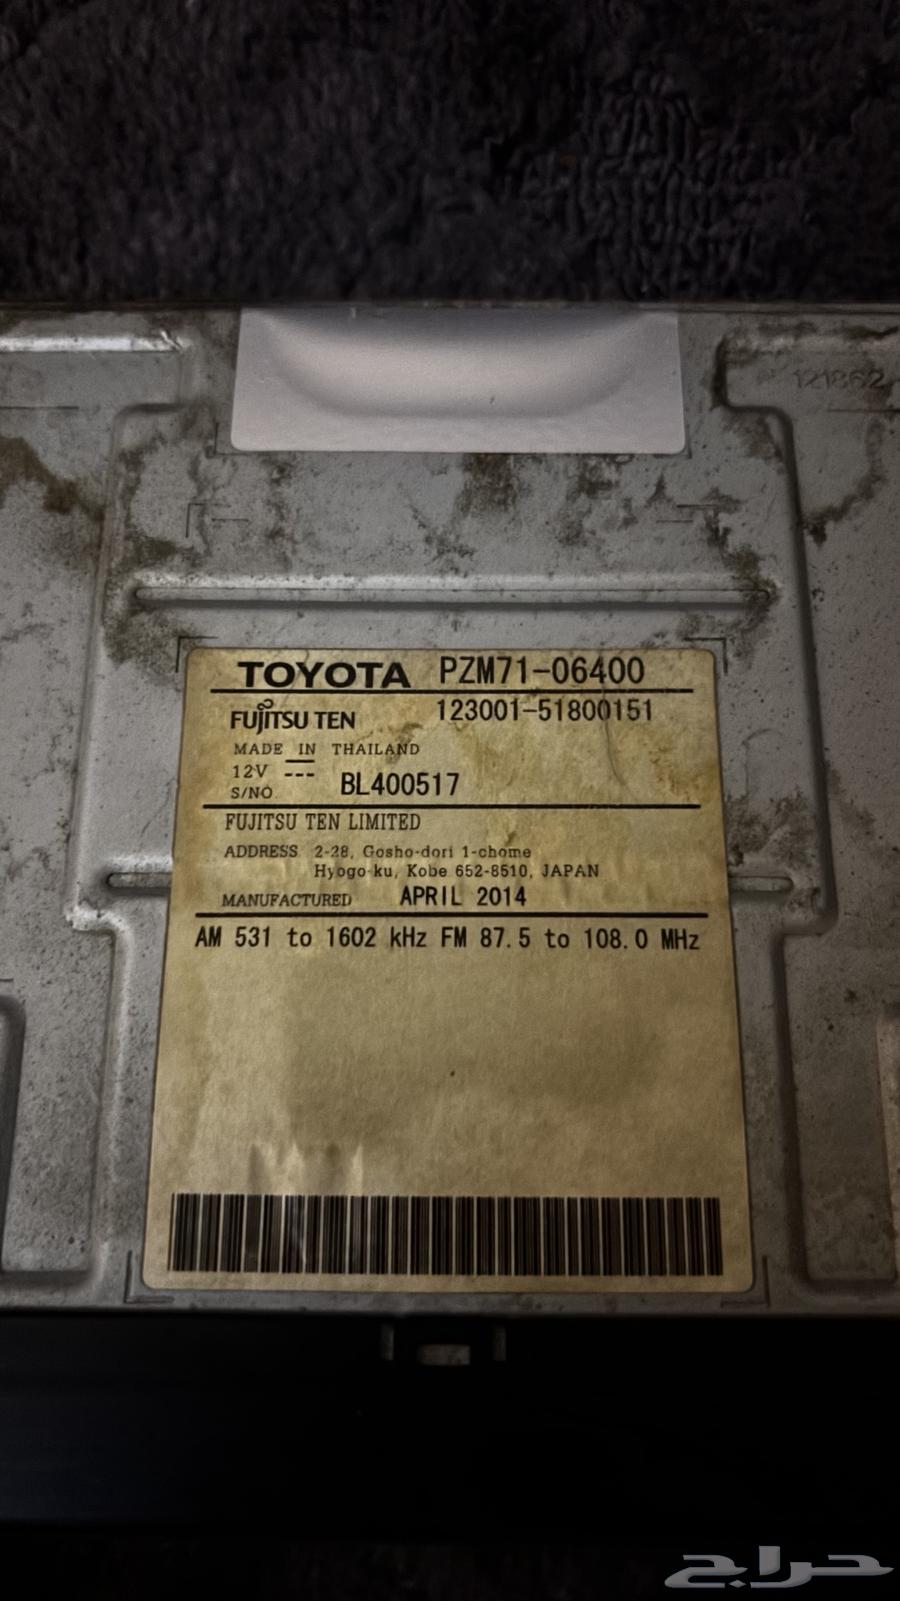 121862
TOYOTA PZM71-06400
FUJITSU TEN 123001-51800151
MADE IN THAILAND
12V
S/NO. BL400517
FUJITSU TEN LIMITED
ADDRESS 2-28, Gosho-dori 1-chome
Hyogo-ku, Kobe 652-8510, JAPAN
MANUFACTURED APRIL 2014
AM 531 to 1602 kHz FM 87.5 to 108.0 MHz
حراج